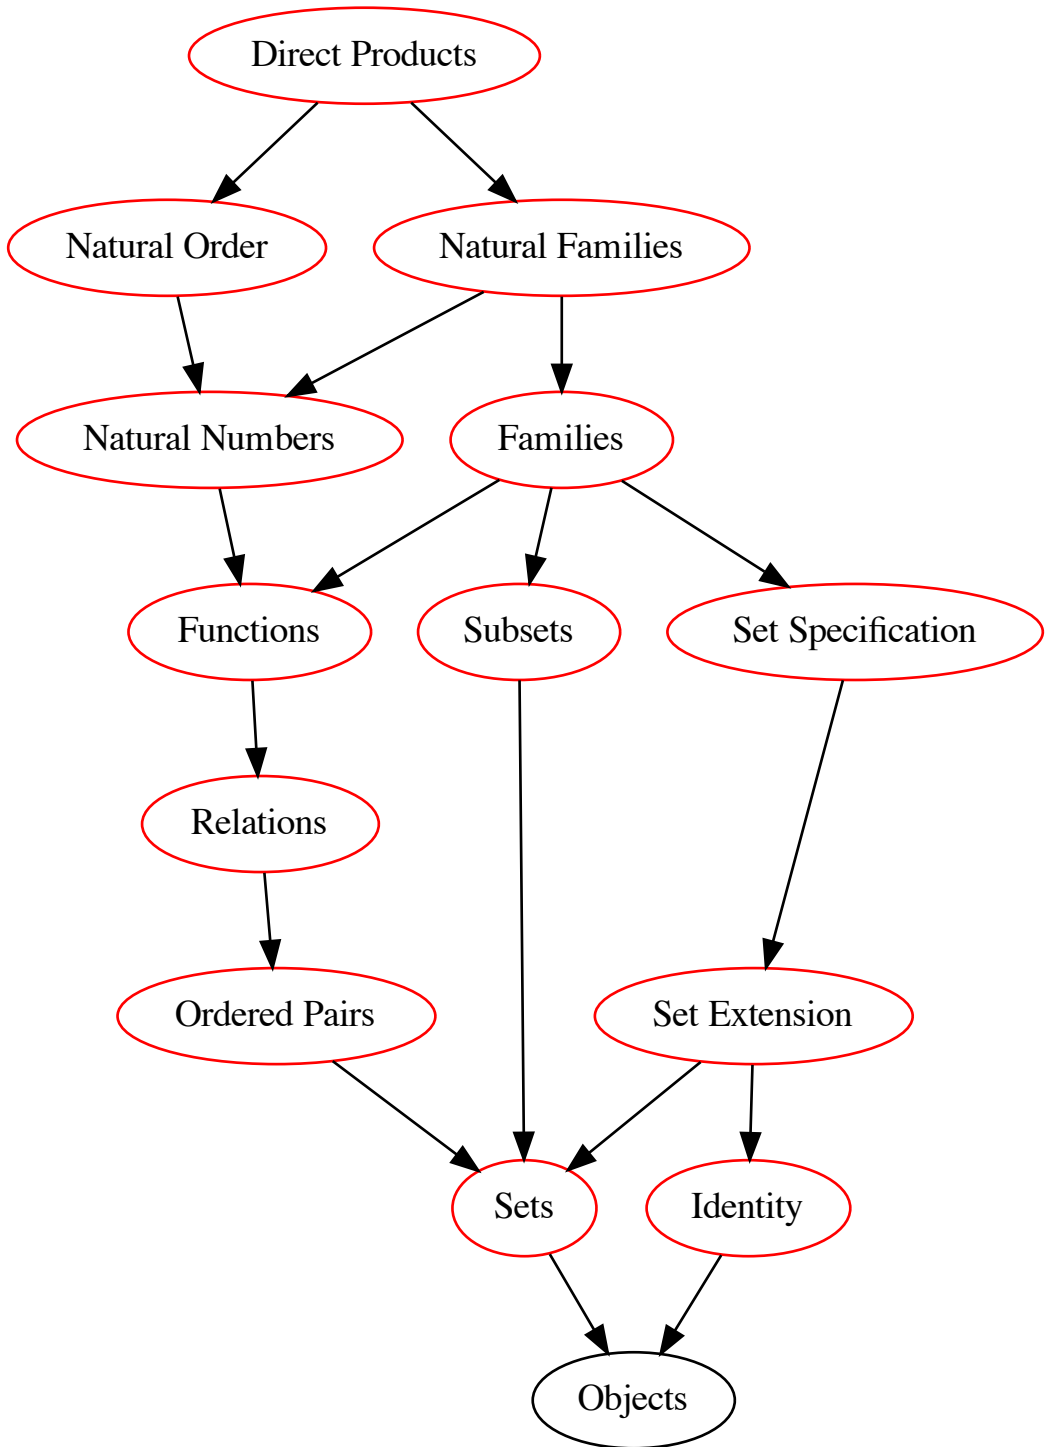 Direct Products
Natural Order
Natural Families
Natural Numbers
Families
Functions
Subsets
Set Specification
Relations
Ordered Pairs
Set Extension
Sets
Identity
Objects